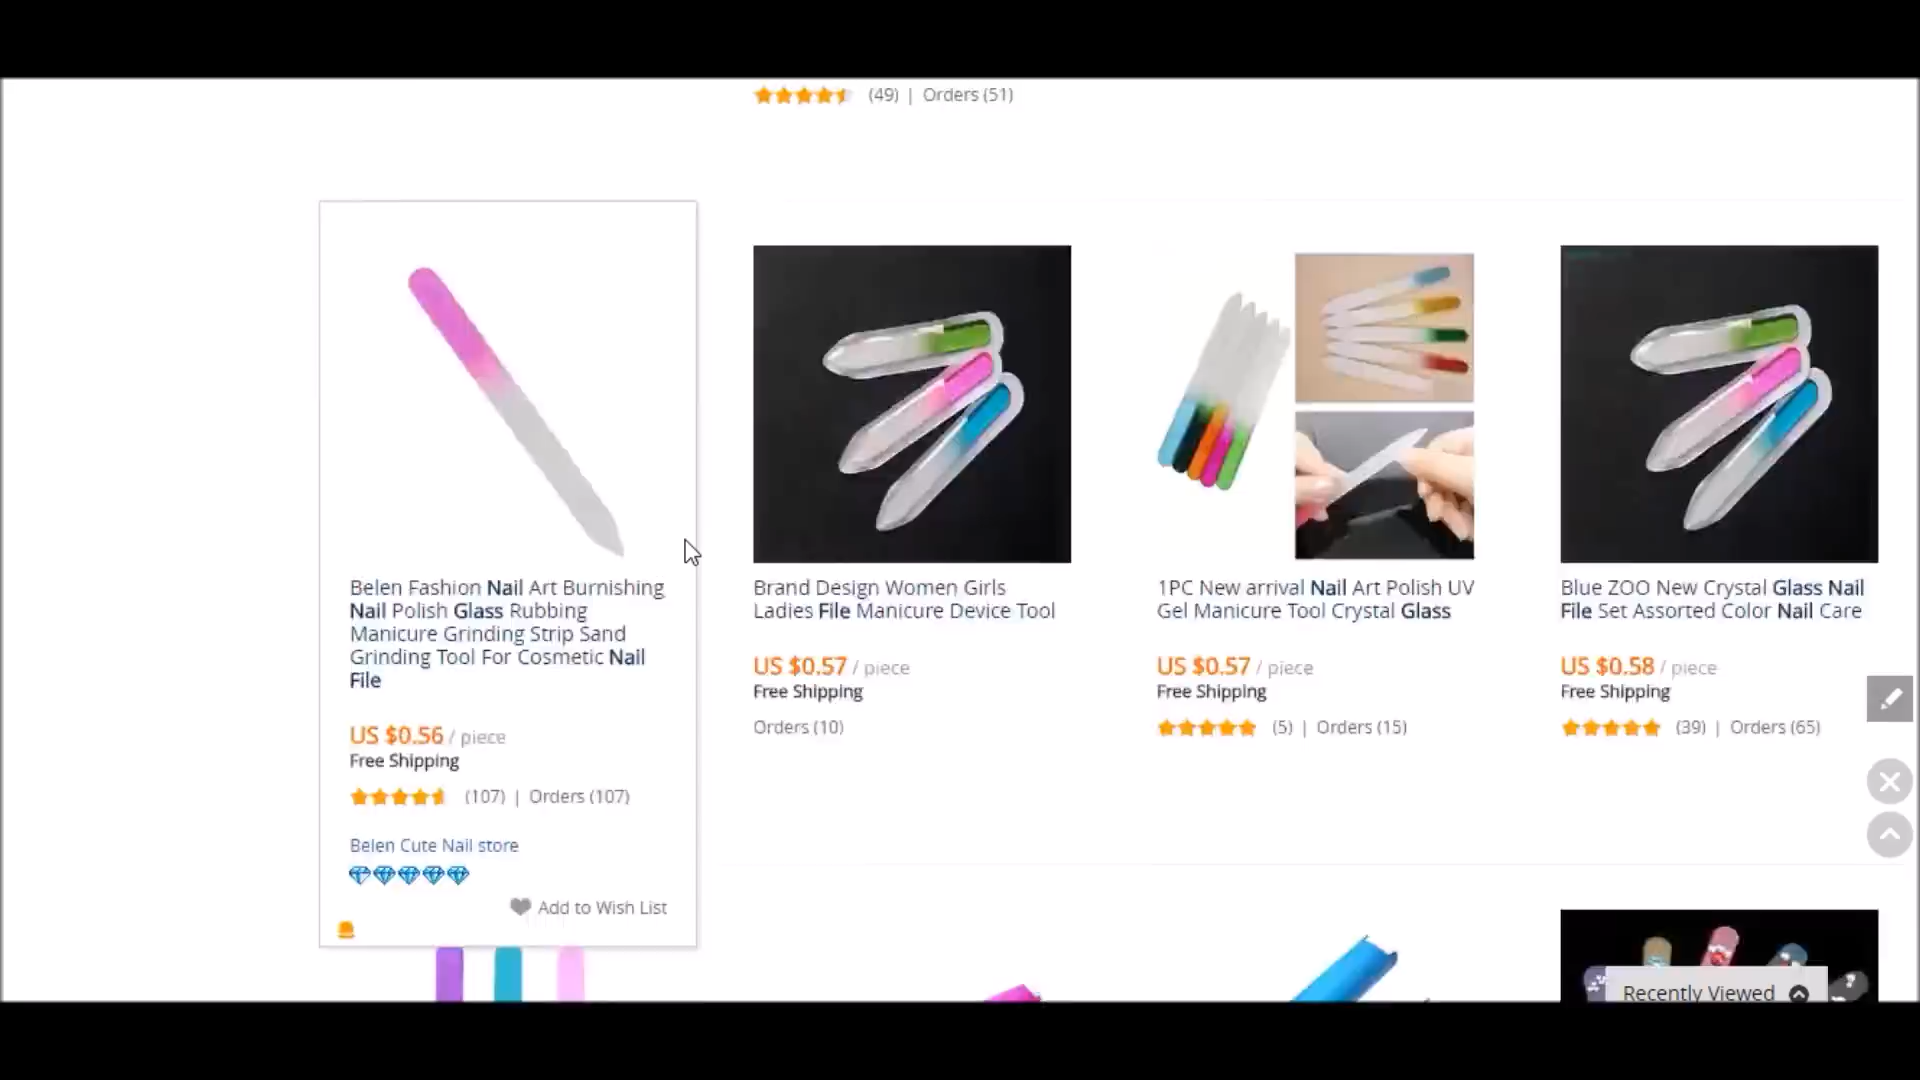 (49) | Orders (51)
Belen Fashion Nail Art Burnishing
Nail Polish Glass Rubbing
Manicure Grinding Strip Sand
Grinding Tool For Cosmetic Nail
File
US $0.56 / piece
Free Shipping
(107) | Orders (107)
Belen Cute Nail store
Add to Wish List
Brand Design Women Girls
Ladies File Manicure Device Tool
US $0.57 / piece
Free Shipping
Orders (10)
1PC New arrival Nail Art Polish UV
Gel Manicure Tool Crystal Glass
US $0.57 / piece
Free Shipping
(5) | Orders (15)
Blue ZOO New Crystal Glass Nail
File Set Assorted Color Nail Care
US $0.58 / piece
Free Shipping
(39) | Orders (65)
Recently Viewed